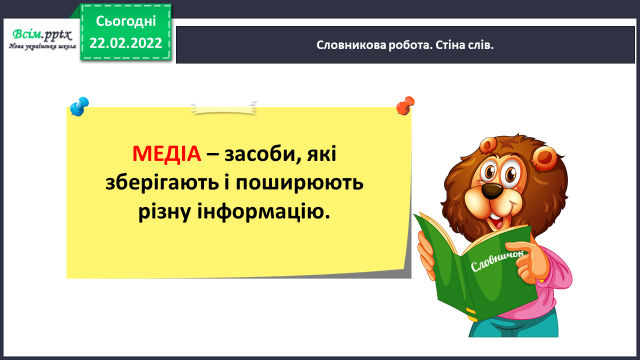 Всім.pptx
Нова українська школа
Сьогодні
22.02.2022
Словникова робота. Стіна слів.
МЕДІА – засоби, які
зберігають і поширюють
різну інформацію.
Словничок